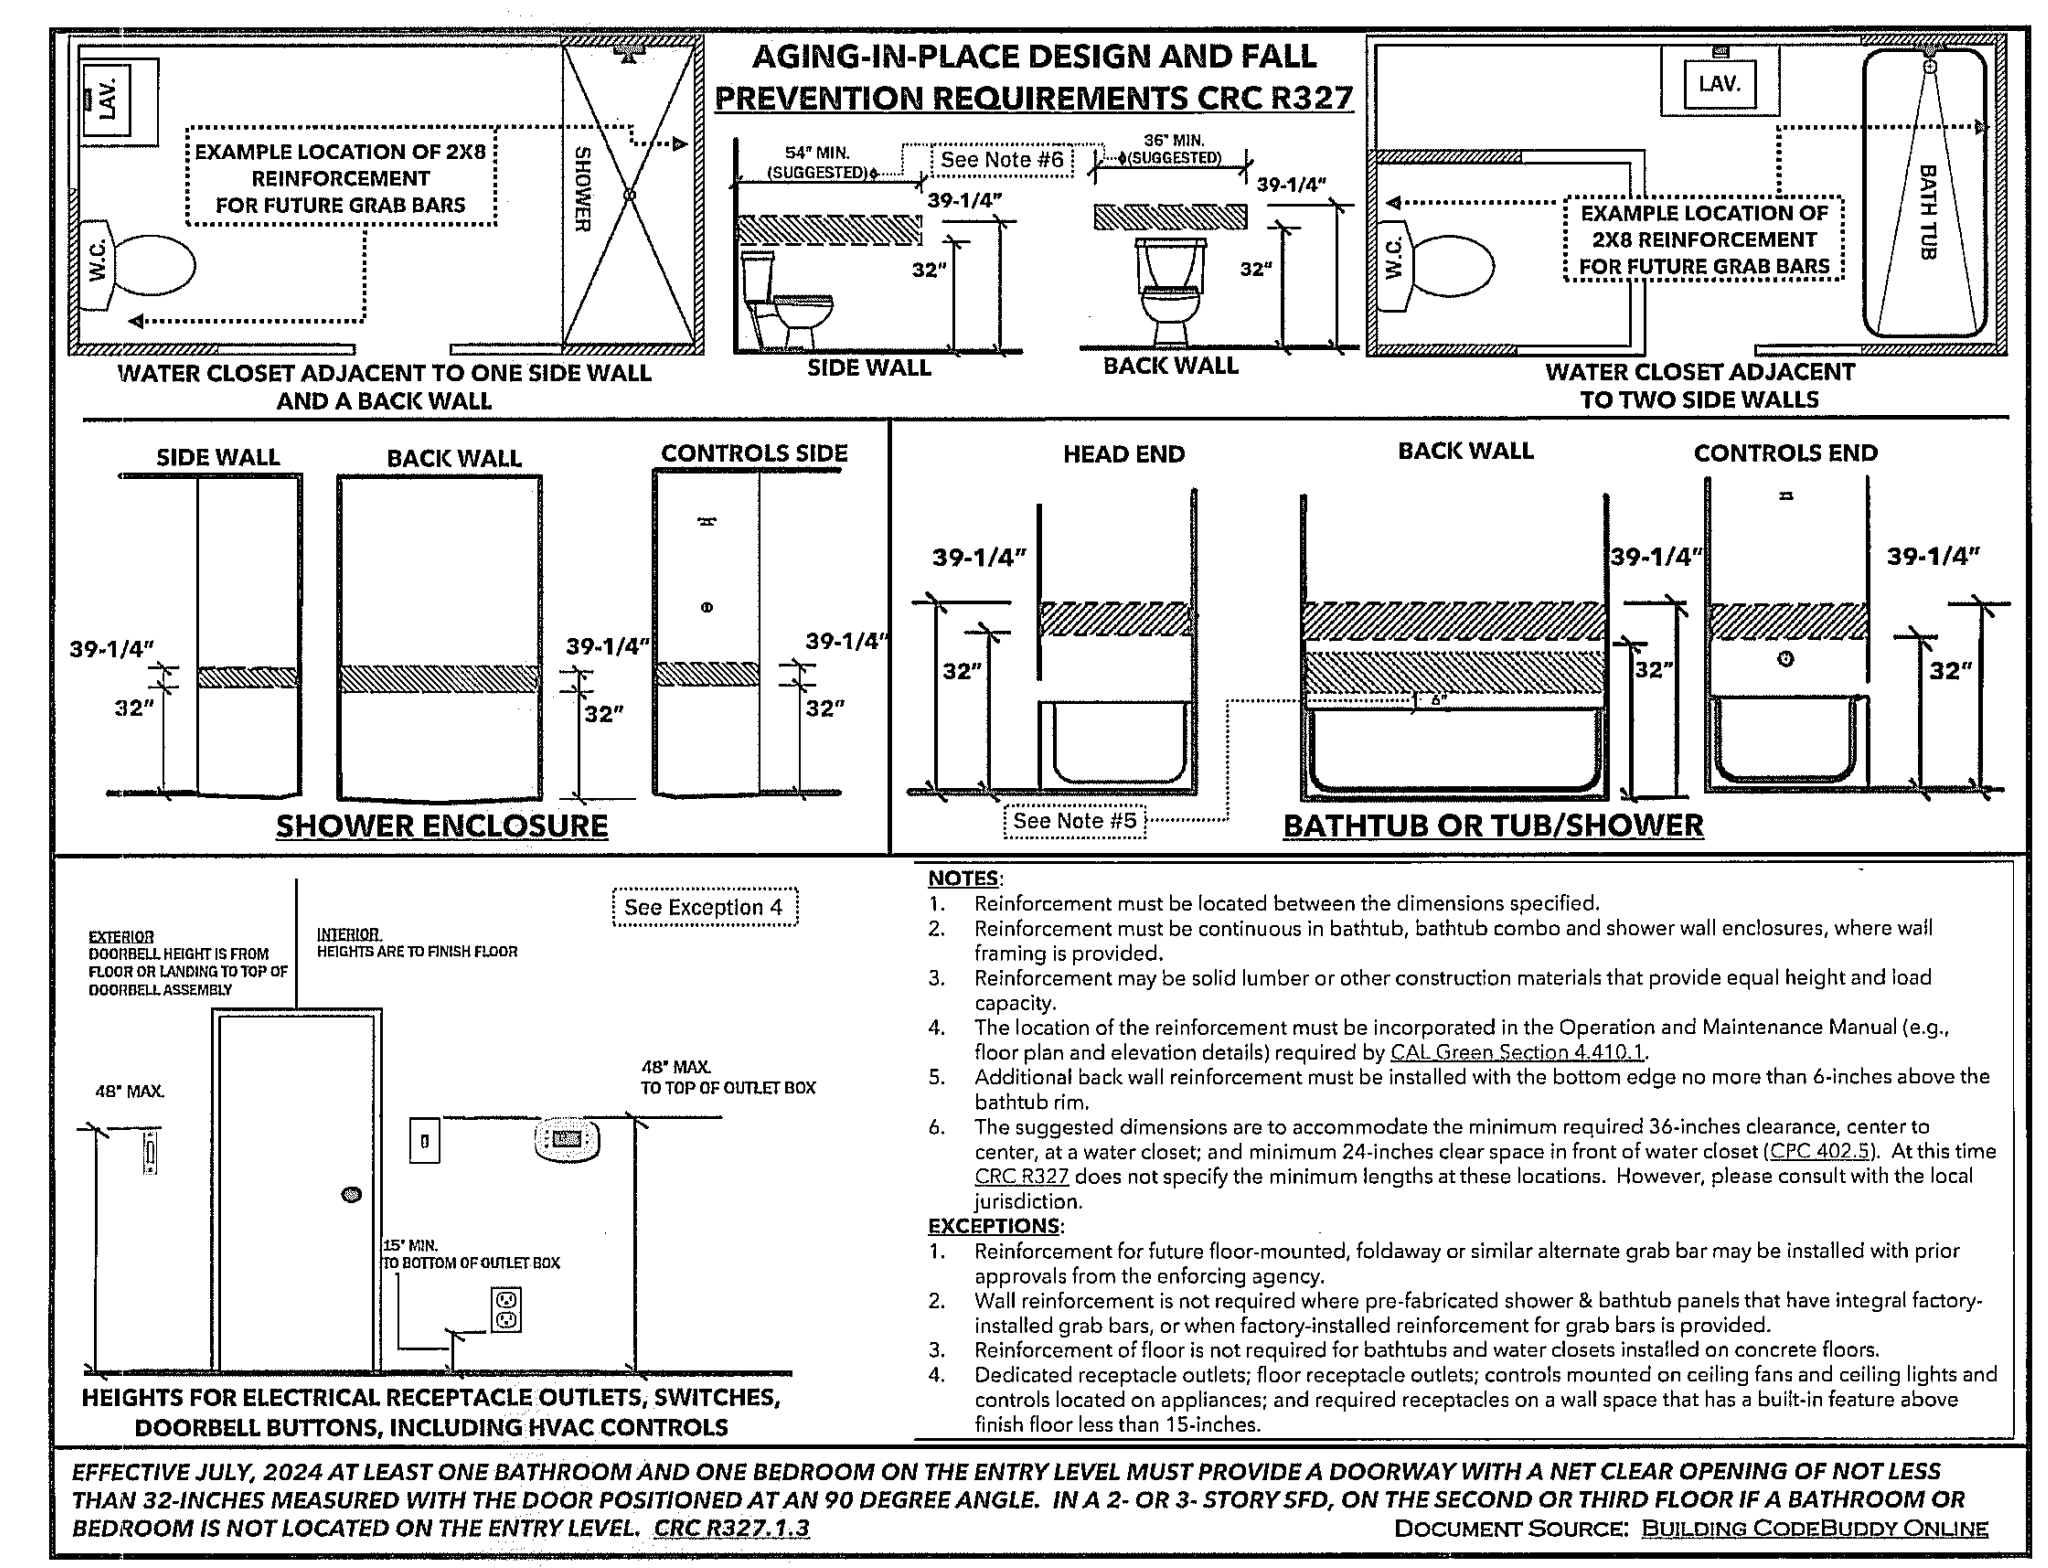 AGING-IN-PLACE DESIGN AND FALL
PREVENTION REQUIREMENTS CRC R327
LAV.
EXAMPLE LOCATION OF 2X8
REINFORCEMENT
FOR FUTURE GRAB BARS
SHOWER
W.C.
WATER CLOSET ADJACENT TO ONE SIDE WALL
AND A BACK WALL
54" MIN.
(SUGGESTED)
See Note #6
36" MIN.
(SUGGESTED)
39-1/4"
32"
SIDE WALL
39-1/4"
32"
BACK WALL
LAV.
BATH TUB
EXAMPLE LOCATION OF
2X8 REINFORCEMENT
FOR FUTURE GRAB BARS
W.C.
WATER CLOSET ADJACENT
TO TWO SIDE WALLS
SIDE WALL
BACK WALL
CONTROLS SIDE
39-1/4"
32"
39-1/4"
32"
39-1/4"
32"
SHOWER ENCLOSURE
HEAD END
BACK WALL
CONTROLS END
39-1/4"
32"
39-1/4"
32"
39-1/4"
32"
6"
See Note #5
BATHTUB OR TUB/SHOWER
See Exception 4
EXTERIOR
DOORBELL HEIGHT IS FROM
FLOOR OR LANDING TO TOP OF
DOORBELL ASSEMBLY
INTERIOR
HEIGHTS ARE TO FINISH FLOOR
48" MAX.
48" MAX.
TO TOP OF OUTLET BOX
15" MIN.
TO BOTTOM OF OUTLET BOX
HEIGHTS FOR ELECTRICAL RECEPTACLE OUTLETS, SWITCHES,
DOORBELL BUTTONS, INCLUDING HVAC CONTROLS
NOTES:
1. Reinforcement must be located between the dimensions specified.
2. Reinforcement must be continuous in bathtub, bathtub combo and shower wall enclosures, where wall
framing is provided.
3. Reinforcement may be solid lumber or other construction materials that provide equal height and load
capacity.
4. The location of the reinforcement must be incorporated in the Operation and Maintenance Manual (e.g.,
floor plan and elevation details) required by CAL Green Section 4.410.1.
5. Additional back wall reinforcement must be installed with the bottom edge no more than 6-inches above the
bathtub rim.
6. The suggested dimensions are to accommodate the minimum required 36-inches clearance, center to
center, at a water closet; and minimum 24-inches clear space in front of water closet (CPC 402.5). At this time
CRC R327 does not specify the minimum lengths at these locations. However, please consult with the local
jurisdiction.
EXCEPTIONS:
1. Reinforcement for future floor-mounted, foldaway or similar alternate grab bar may be installed with prior
approvals from the enforcing agency.
2. Wall reinforcement is not required where pre-fabricated shower & bathtub panels that have integral factory-
installed grab bars, or when factory-installed reinforcement for grab bars is provided.
3. Reinforcement of floor is not required for bathtubs and water closets installed on concrete floors.
4. Dedicated receptacle outlets; floor receptacle outlets; controls mounted on ceiling fans and ceiling lights and
controls located on appliances; and required receptacles on a wall space that has a built-in feature above
finish floor less than 15-inches.
EFFECTIVE JULY, 2024 AT LEAST ONE BATHROOM AND ONE BEDROOM ON THE ENTRY LEVEL MUST PROVIDE A DOORWAY WITH A NET CLEAR OPENING OF NOT LESS
THAN 32-INCHES MEASURED WITH THE DOOR POSITIONED AT AN 90 DEGREE ANGLE. IN A 2- OR 3- STORY SFD, ON THE SECOND OR THIRD FLOOR IF A BATHROOM OR
BEDROOM IS NOT LOCATED ON THE ENTRY LEVEL. CRC R327.1.3
DOCUMENT SOURCE: BUILDING CODEBUDDY ONLINE